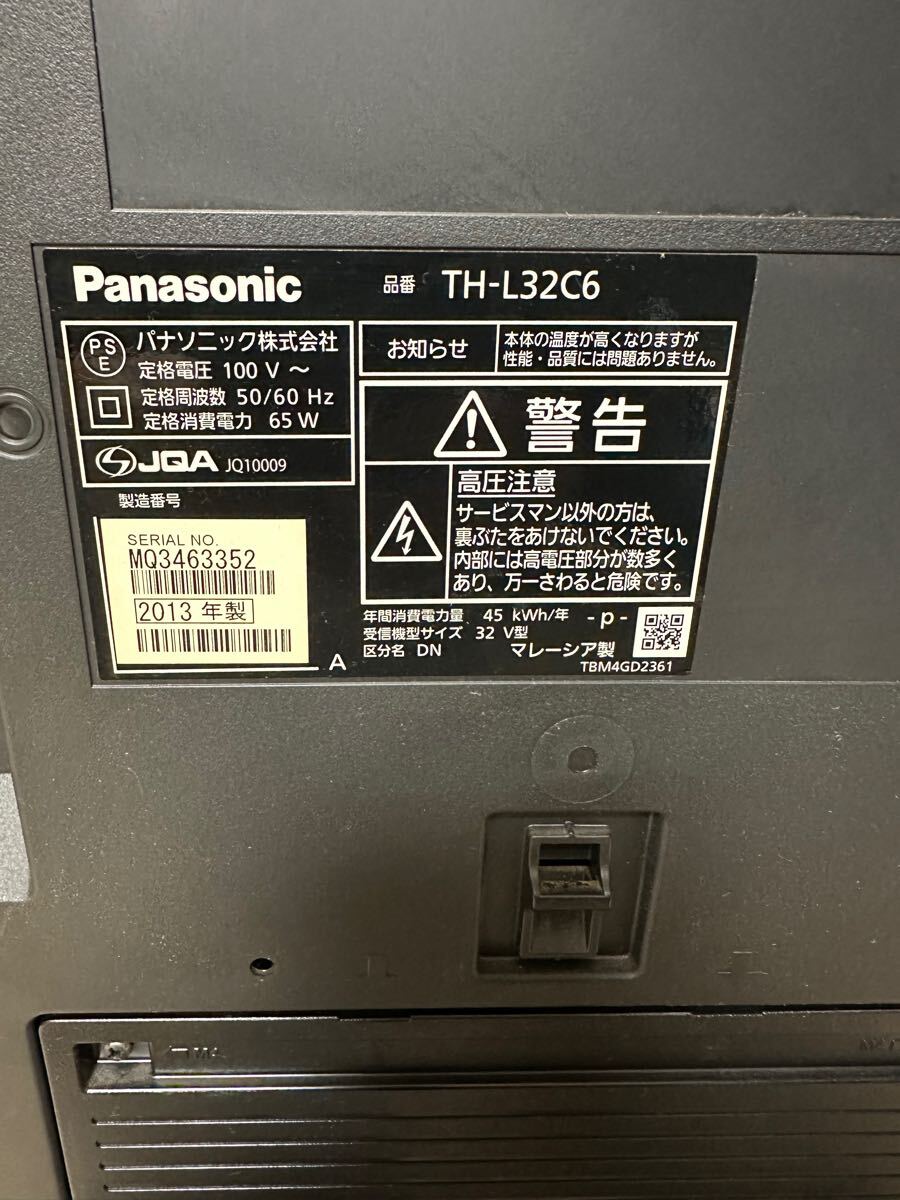 Panasonic
品番 TH-L32C6
PS
E
パナソニック株式会社
定格電圧 100 V ～
定格周波数 50/60 Hz
定格消費電力 65 W
JQA JQ10009
製造番号
SERIAL NO.
MQ3463352
2013 年製
A
お知らせ
本体の温度が高くなりますが
性能・品質には問題ありません。
警告
高圧注意
サービスマン以外の方は、
裏ぶたをあけないでください。
内部には高電圧部分が数多く
あり、万一さわると危険です。
年間消費電力量 45 kWh/年 - p -
受信機型サイズ 32 V型
区分名 DN マレーシア製
TBM4GD2361